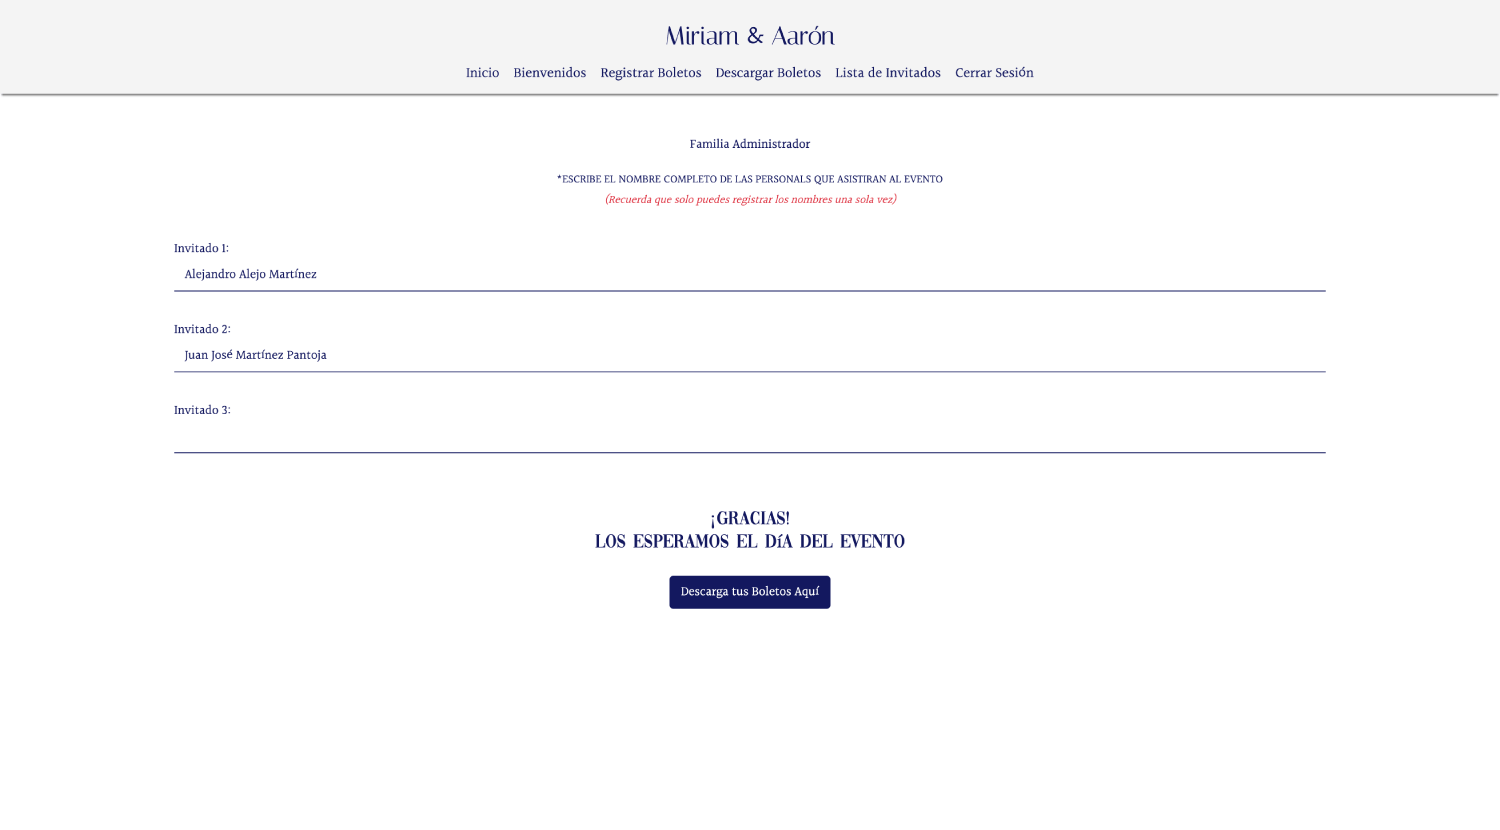 Miriam & Aarón
Inicio Bienvenidos Registrar Boletos Descargar Boletos Lista de Invitados Cerrar Sesión
Familia Administrador
*ESCRIBE EL NOMBRE COMPLETO DE LAS PERSONALS QUE ASISTIRAN AL EVENTO
(Recuerda que solo puedes registrar los nombres una sola vez)
Invitado 1:
Alejandro Alejo Martínez
Invitado 2:
Juan José Martínez Pantoja
Invitado 3:
¡GRACIAS!
LOS ESPERAMOS EL DíA DEL EVENTO
Descarga tus Boletos Aquí